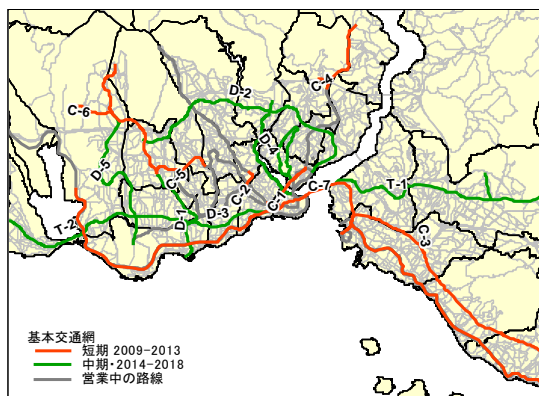 C-4
D-2
C-6
D-4
D-5
C-5
C-2
C-7
T-1
C-1
D-3
D-1
T-2
C-3
基本交通網
短期 2009-2013
中期・2014-2018
営業中の路線